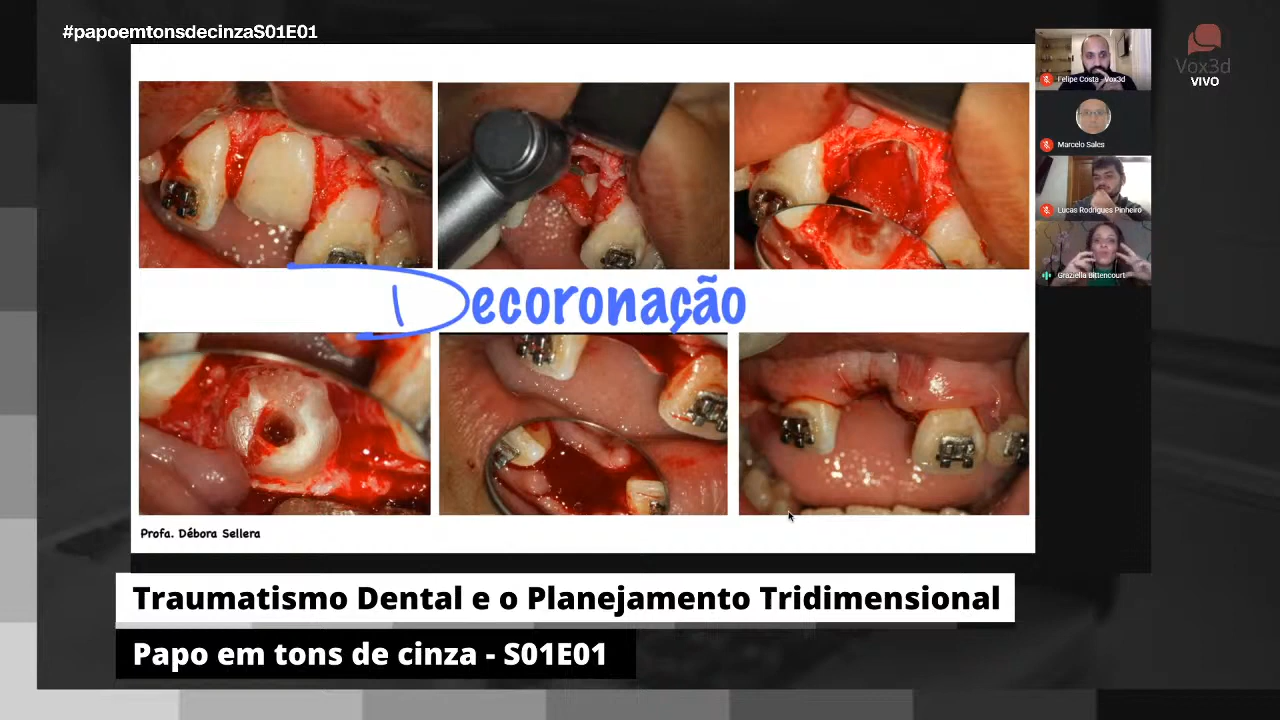 #papoemtonsdecinzaS01E01
Vox3d
VIVO
Felipe Costa - Vox3d
Marcelo Sales
Lucas Rodrigues Pinheiro
Graziella Bittencourt
Decoronação
Profa. Débora Sellera
Traumatismo Dental e o Planejamento Tridimensional
Papo em tons de cinza - S01E01